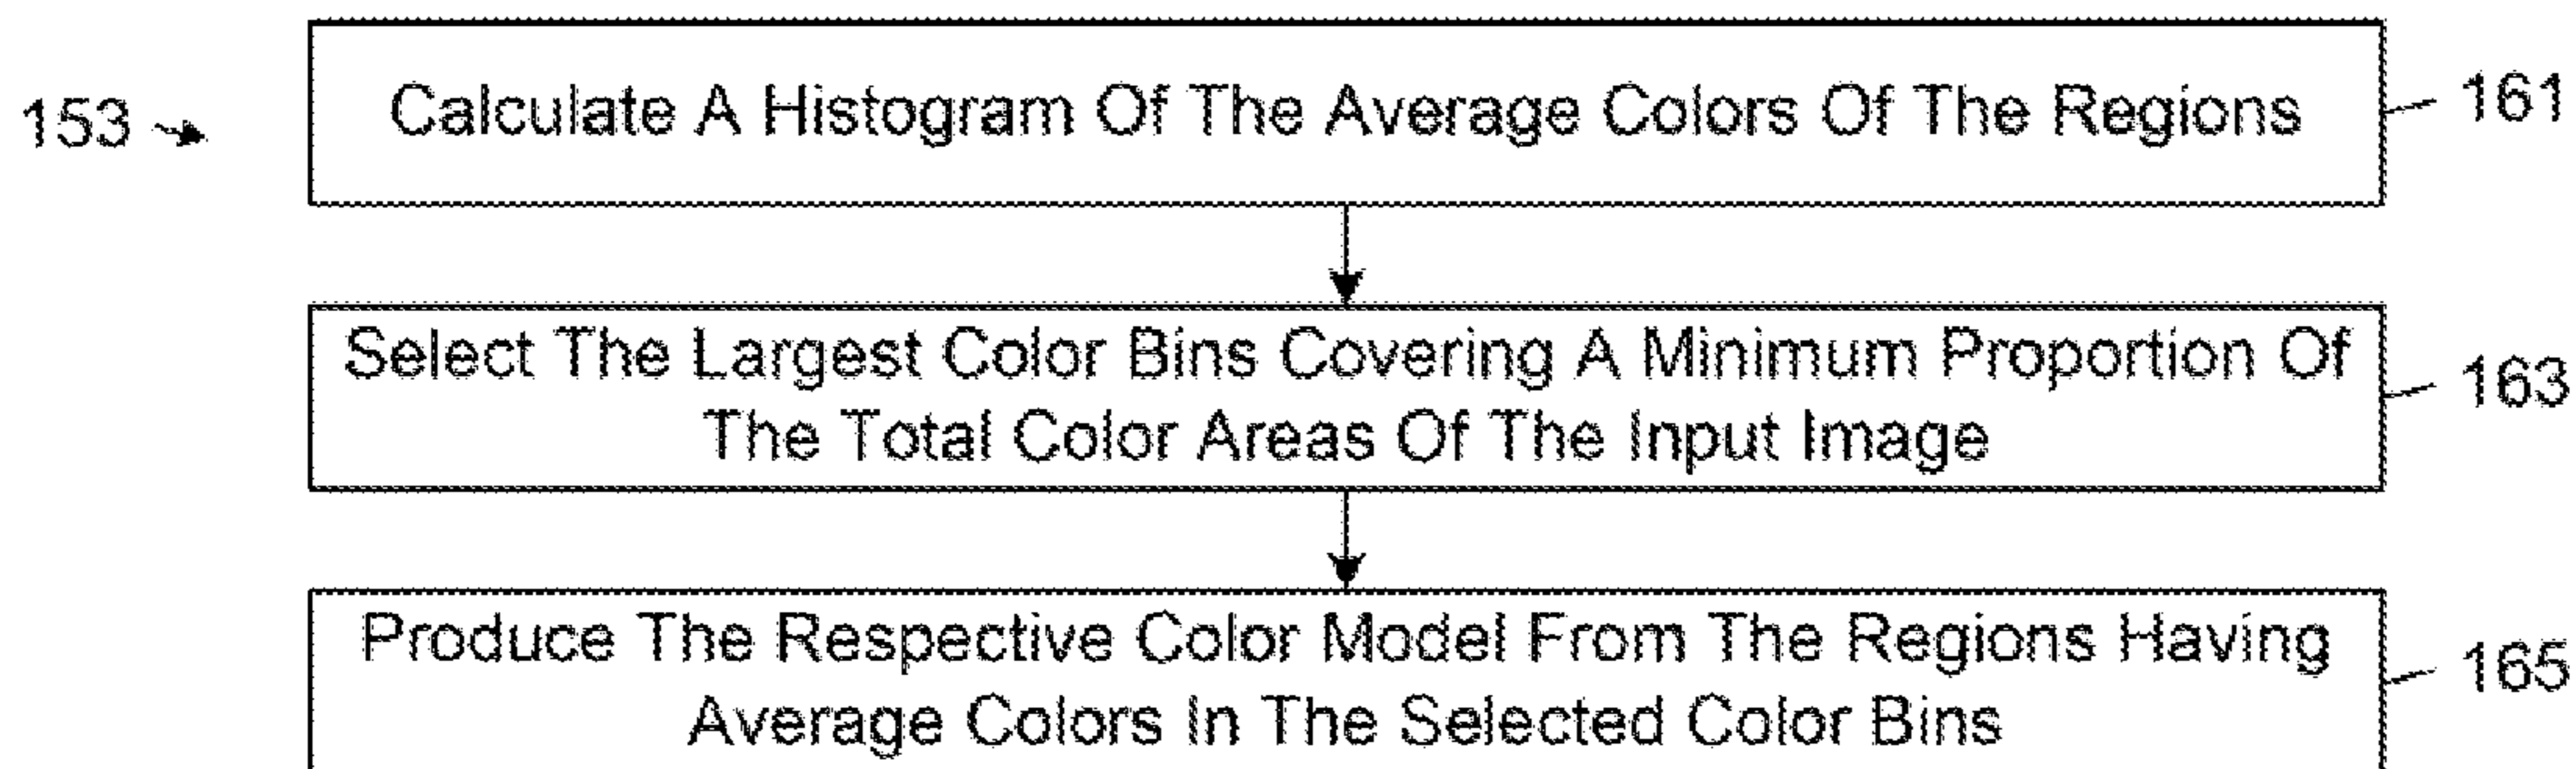 153
Calculate A Histogram Of The Average Colors Of The Regions
161
Select The Largest Color Bins Covering A Minimum Proportion Of
The Total Color Areas Of The Input Image
163
Produce The Respective Color Model From The Regions Having
Average Colors In The Selected Color Bins
165